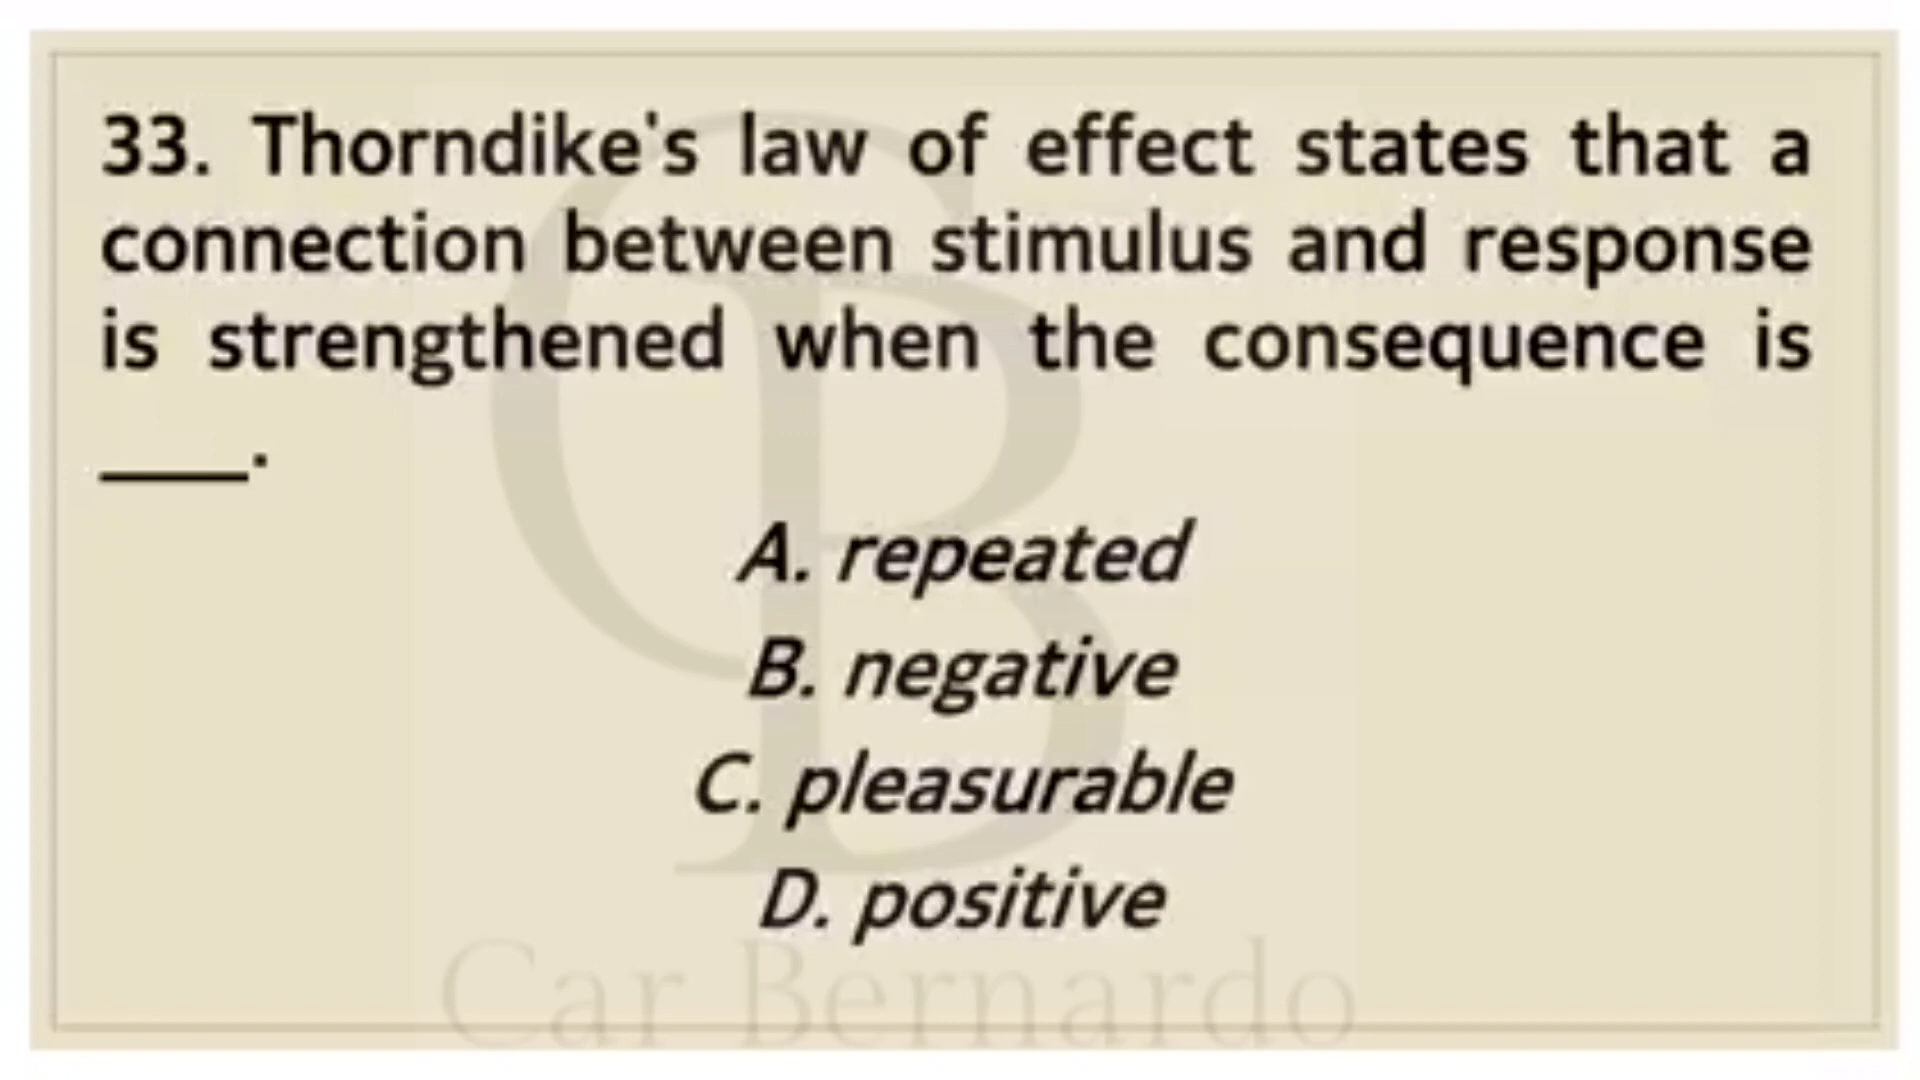 33. Thorndike's law of effect states that a
connection between stimulus and response
is strengthened when the consequence is
____.
A. repeated
B. negative
C. pleasurable
D. positive
Car Bernardo